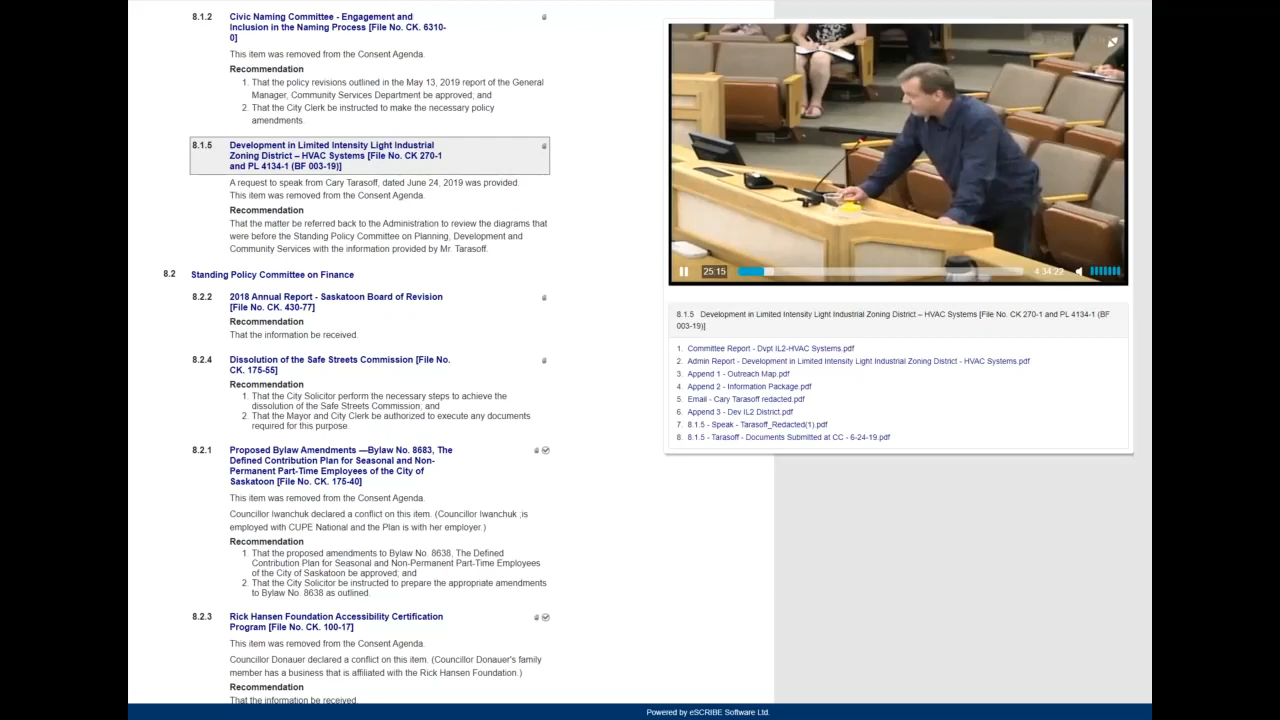 8.1.2 Civic Naming Committee - Engagement and
Inclusion in the Naming Process [File No. CK. 6310-
0]
This item was removed from the Consent Agenda.
Recommendation
1. That the policy revisions outlined in the May 13, 2019 report of the General
Manager, Community Services Department be approved; and
2. That the City Clerk be instructed to make the necessary policy
amendments.
8.1.5 Development in Limited Intensity Light Industrial
Zoning District – HVAC Systems [File No. CK 270-1
and PL 4134-1 (BF 003-19)]
A request to speak from Cary Tarasoff, dated June 24, 2019 was provided.
This item was removed from the Consent Agenda.
Recommendation
That the matter be referred back to the Administration to review the diagrams that
were before the Standing Policy Committee on Planning, Development and
Community Services with the information provided by Mr. Tarasoff.
8.2 Standing Policy Committee on Finance
8.2.2 2018 Annual Report - Saskatoon Board of Revision
[File No. CK. 430-77]
Recommendation
That the information be received.
8.2.4 Dissolution of the Safe Streets Commission [File No.
CK. 175-55]
Recommendation
1. That the City Solicitor perform the necessary steps to achieve the
dissolution of the Safe Streets Commission; and
2. That the Mayor and City Clerk be authorized to execute any documents
required for this purpose.
8.2.1 Proposed Bylaw Amendments —Bylaw No. 8683, The
Defined Contribution Plan for Seasonal and Non-
Permanent Part-Time Employees of the City of
Saskatoon [File No. CK. 175-40]
This item was removed from the Consent Agenda.
Councillor Iwanchuk declared a conflict on this item. (Councillor Iwanchuk ;is
employed with CUPE National and the Plan is with her employer.)
Recommendation
1. That the proposed amendments to Bylaw No. 8638, The Defined
Contribution Plan for Seasonal and Non-Permanent Part-Time Employees
of the City of Saskatoon be approved; and
2. That the City Solicitor be instructed to prepare the appropriate amendments
to Bylaw No. 8638 as outlined.
8.2.3 Rick Hansen Foundation Accessibility Certification
Program [File No. CK. 100-17]
This item was removed from the Consent Agenda.
Councillor Donauer declared a conflict on this item. (Councillor Donauer's family
member has a business that is affiliated with the Rick Hansen Foundation.)
Recommendation
That the information be received.
25:15
4:34:22
8.1.5 Development in Limited Intensity Light Industrial Zoning District – HVAC Systems [File No. CK 270-1 and PL 4134-1 (BF
003-19)]
1. Committee Report - Dvpt IL2-HVAC Systems.pdf
2. Admin Report - Development in Limited Intensity Light Industrial Zoning District - HVAC Systems.pdf
3. Append 1 - Outreach Map.pdf
4. Append 2 - Information Package.pdf
5. Email - Cary Tarasoff redacted.pdf
6. Append 3 - Dev IL2 District.pdf
7. 8.1.5 - Speak - Tarasoff_Redacted(1).pdf
8. 8.1.5 - Tarasoff - Documents Submitted at CC - 6-24-19.pdf
Powered by eSCRIBE Software Ltd.